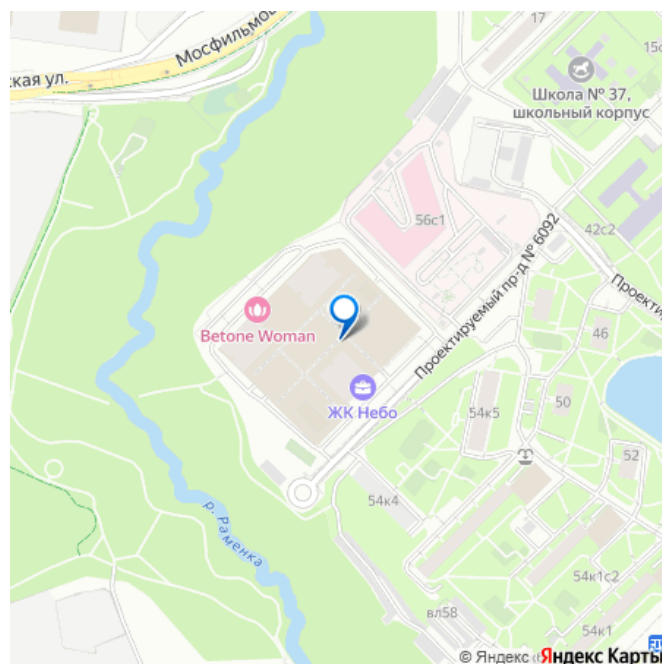 17
Мосфильмов
ская ул.
15с
Школа № 37,
школьный корпус
56с1
42с2
Проектируемый пр-д № 6092
Проектиру
Betone Woman
46
ЖК Небо
50
54к5
52
54к4
р. Раменка
54к1с2
вл58
54к1
© Яндекс
Яндекс Карты